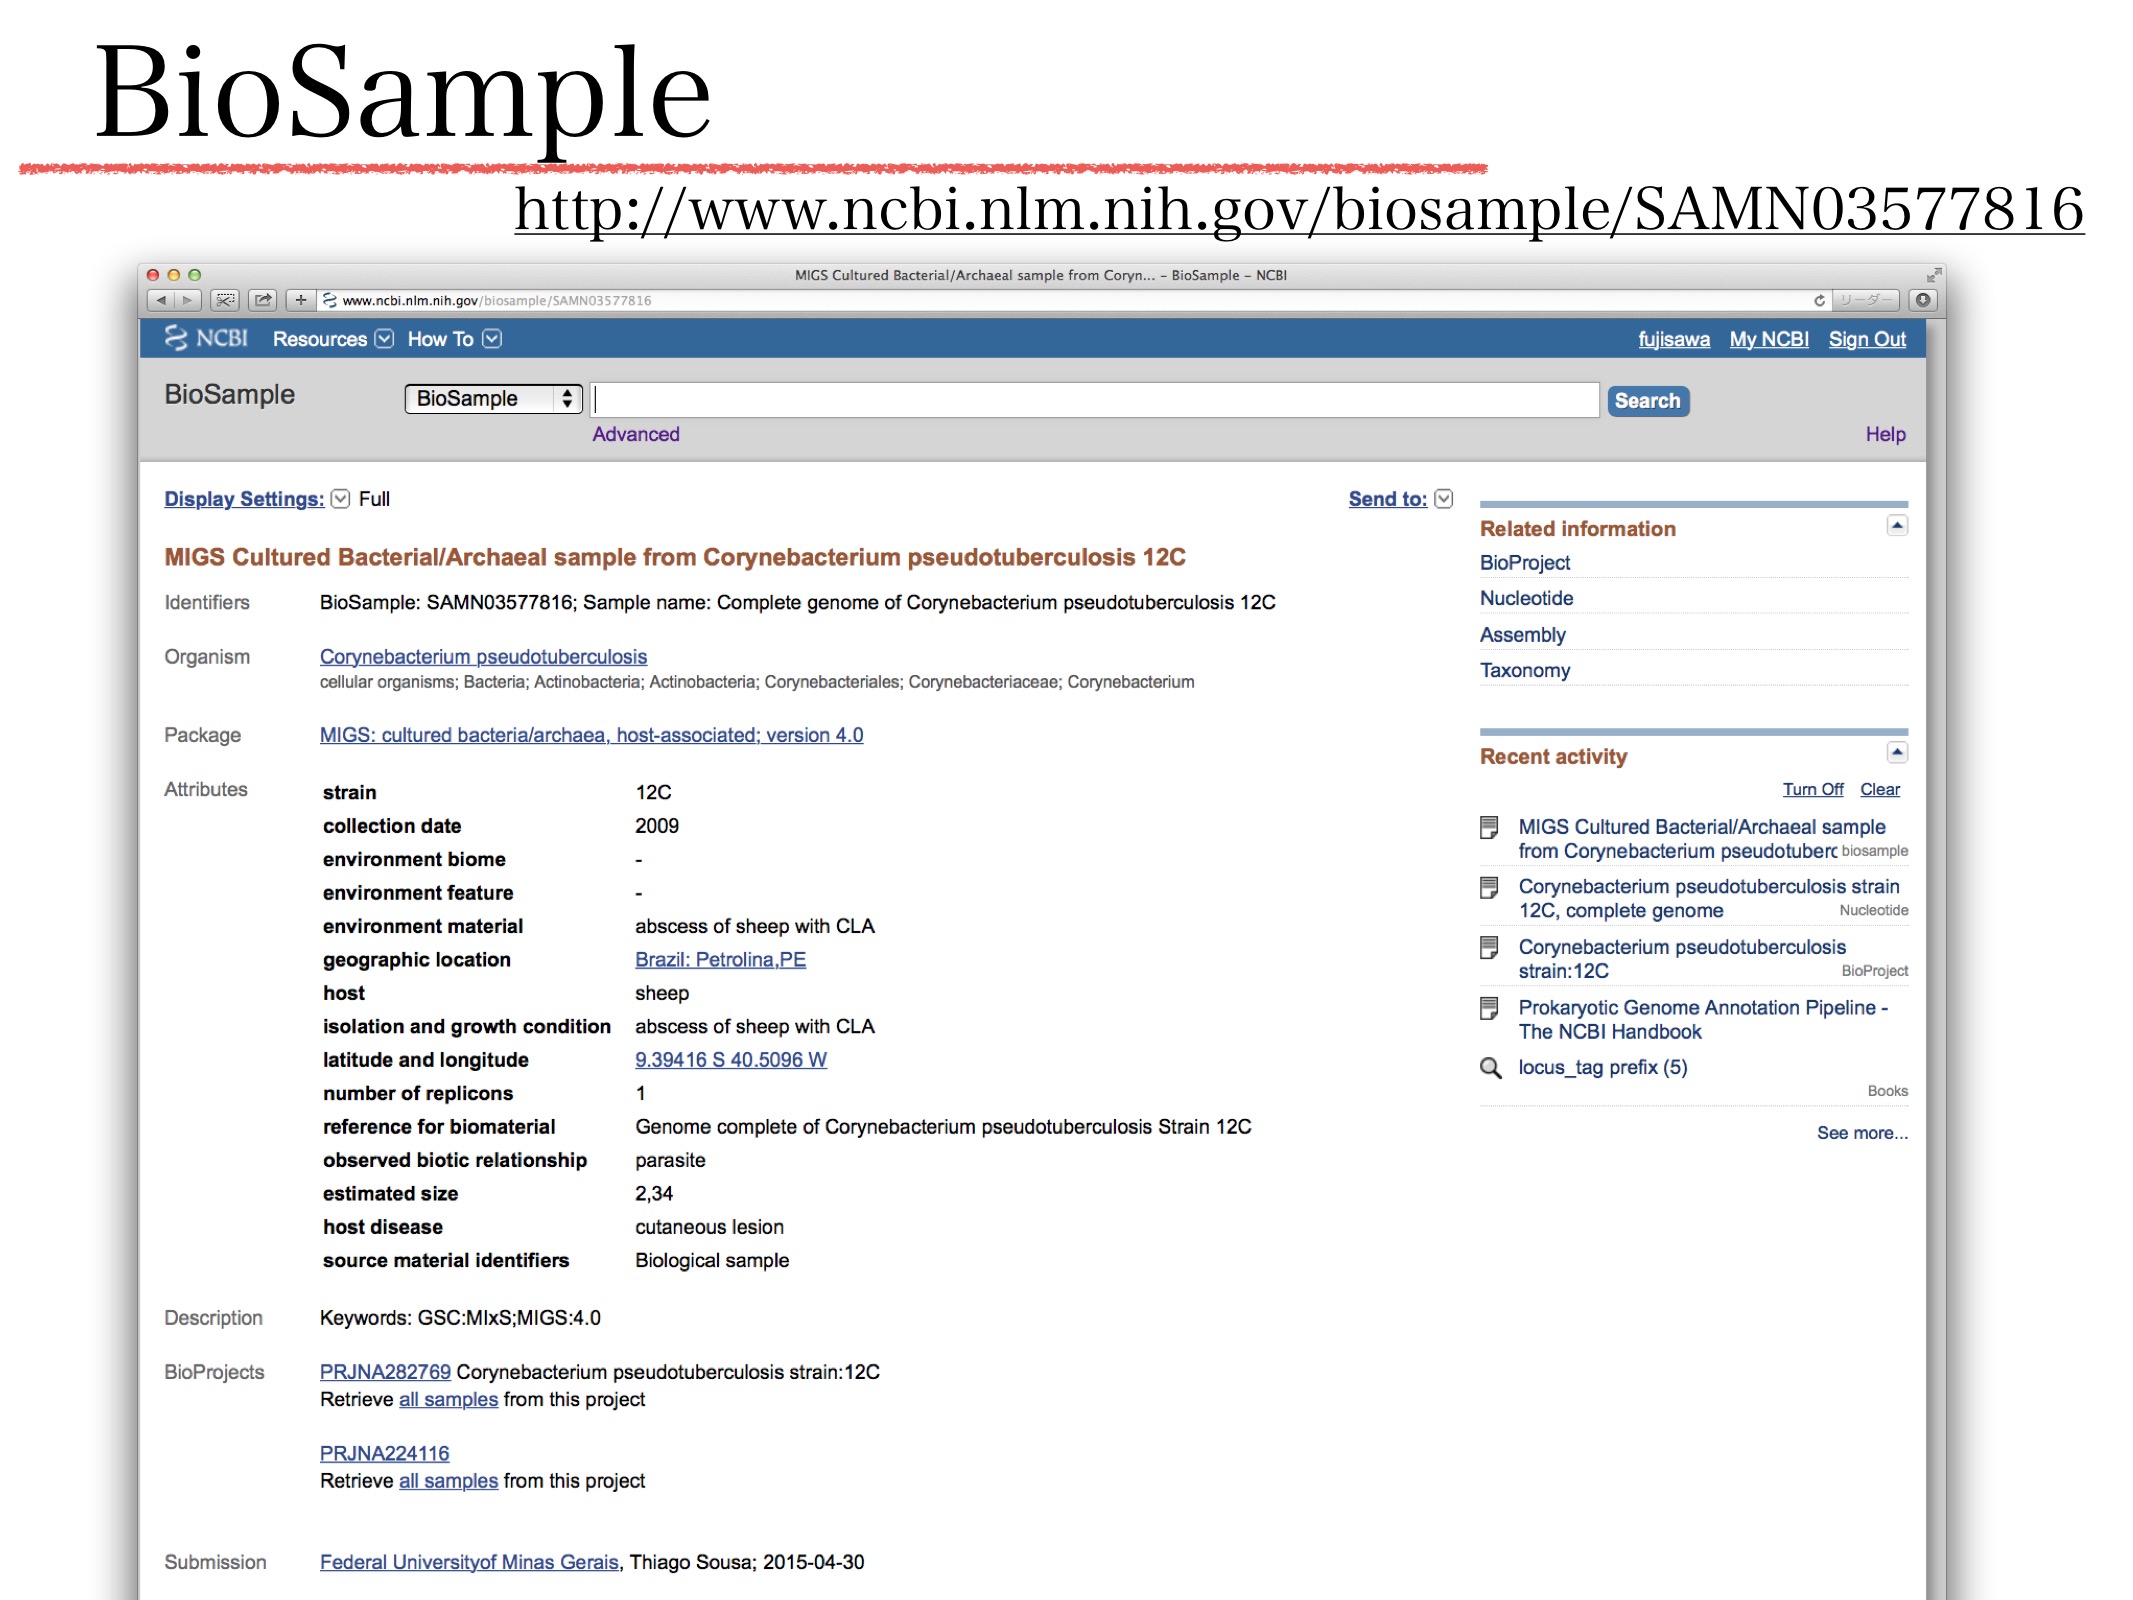 BioSample
http://www.ncbi.nlm.nih.gov/biosample/SAMN03577816
MIGS Cultured Bacterial/Archaeal sample from Coryn... – BioSample – NCBI
www.ncbi.nlm.nih.gov/biosample/SAMN03577816
リーダー
NCBI Resources How To
fujisawa My NCBI Sign Out
BioSample
BioSample
Search
Advanced
Help
Display Settings: Full
Send to:
MIGS Cultured Bacterial/Archaeal sample from Corynebacterium pseudotuberculosis 12C
Identifiers BioSample: SAMN03577816; Sample name: Complete genome of Corynebacterium pseudotuberculosis 12C
Organism Corynebacterium pseudotuberculosis
cellular organisms; Bacteria; Actinobacteria; Actinobacteria; Corynebacteriales; Corynebacteriaceae; Corynebacterium
Package MIGS: cultured bacteria/archaea, host-associated; version 4.0
Attributes strain 12C
collection date 2009
environment biome -
environment feature -
environment material abscess of sheep with CLA
geographic location Brazil: Petrolina,PE
host sheep
isolation and growth condition abscess of sheep with CLA
latitude and longitude 9.39416 S 40.5096 W
number of replicons 1
reference for biomaterial Genome complete of Corynebacterium pseudotuberculosis Strain 12C
observed biotic relationship parasite
estimated size 2,34
host disease cutaneous lesion
source material identifiers Biological sample
Description Keywords: GSC:MIxS;MIGS:4.0
BioProjects PRJNA282769 Corynebacterium pseudotuberculosis strain:12C
Retrieve all samples from this project
PRJNA224116
Retrieve all samples from this project
Submission Federal Universityof Minas Gerais, Thiago Sousa; 2015-04-30
Related information
BioProject
Nucleotide
Assembly
Taxonomy
Recent activity
Turn Off Clear
MIGS Cultured Bacterial/Archaeal sample
from Corynebacterium pseudotuberc biosample
Corynebacterium pseudotuberculosis strain
12C, complete genome Nucleotide
Corynebacterium pseudotuberculosis
strain:12C BioProject
Prokaryotic Genome Annotation Pipeline -
The NCBI Handbook
locus_tag prefix (5)
Books
See more...